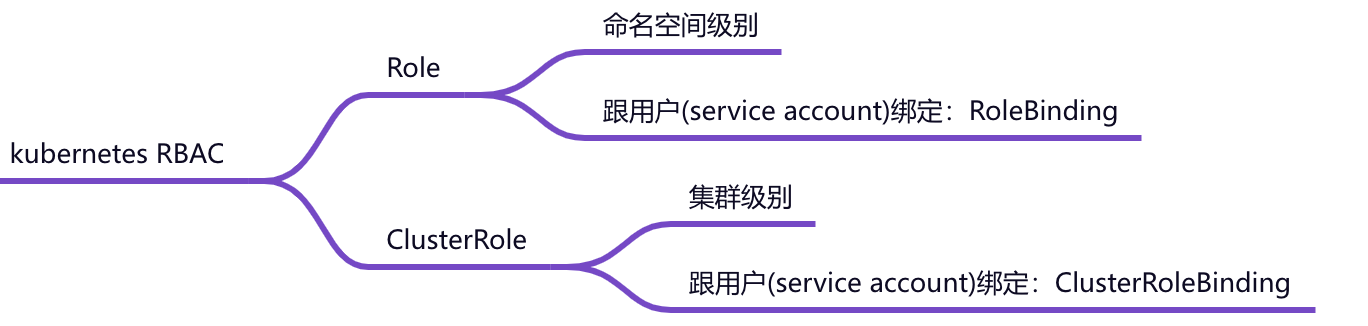 命名空间级别
Role
跟用户(service account)绑定：RoleBinding
kubernetes RBAC
集群级别
ClusterRole
跟用户(service account)绑定：ClusterRoleBinding